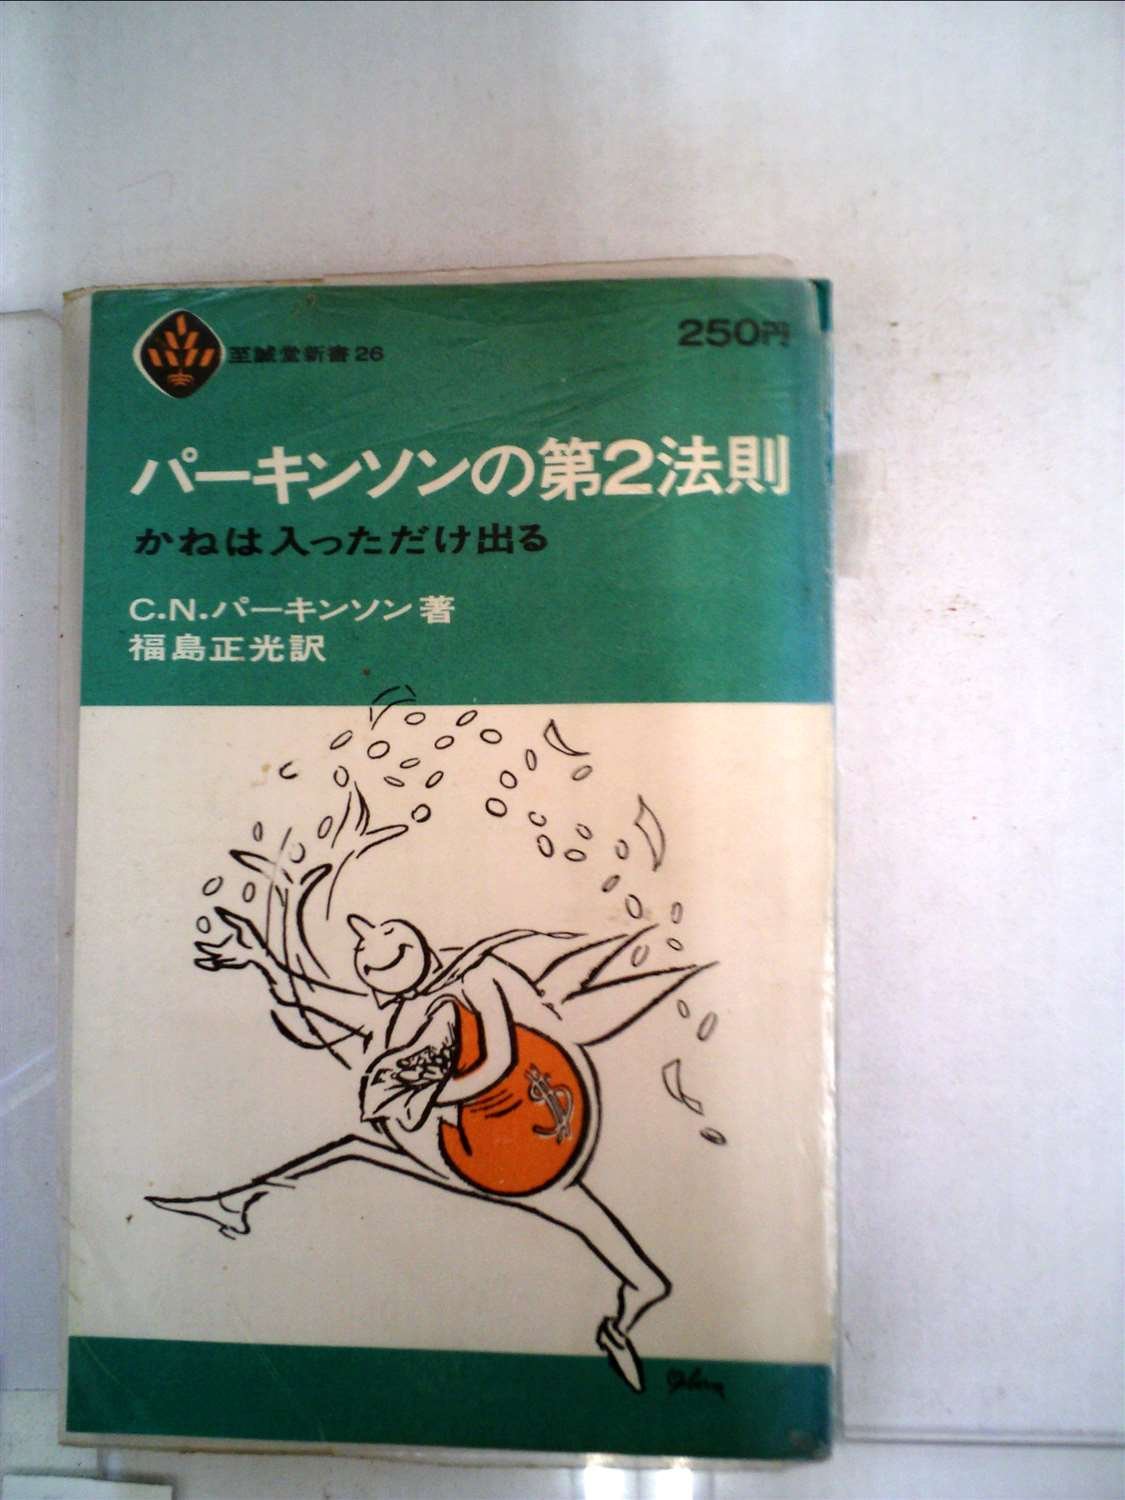 至誠堂新書26
250円
パーキンソンの第2法則
かねは入っただけ出る
C.N.パーキンソン著
福島正光訳